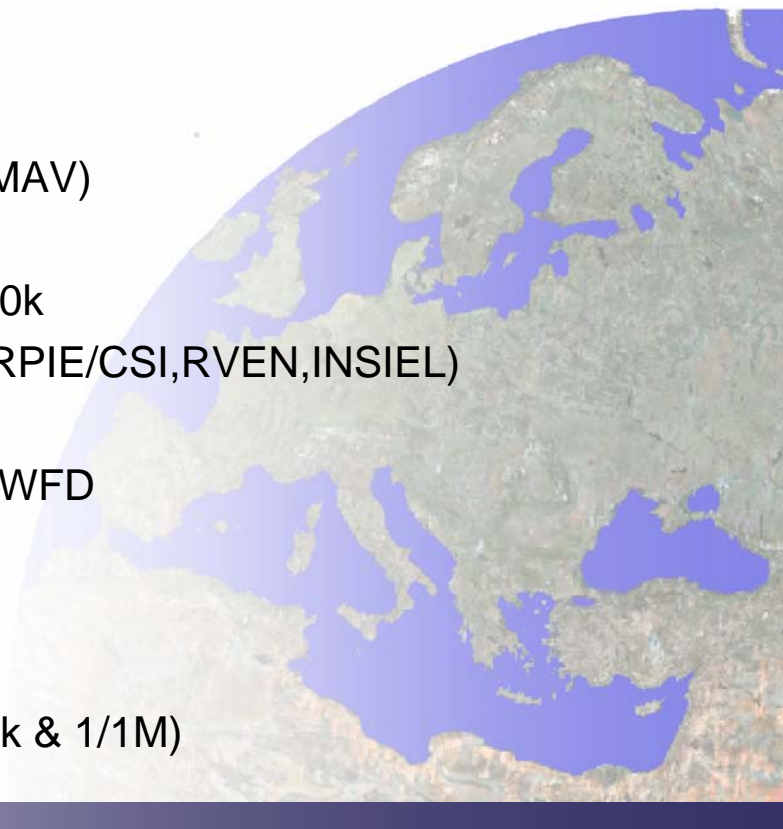 MAV)
0k
RPIE/CSI,RVEN,INSIEL)
WFD
k & 1/1M)